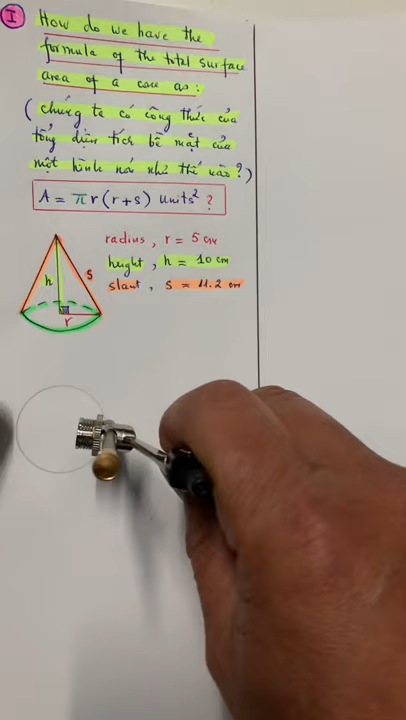 I How do we have the
formula of the total surface
area of a cone as:
(chúng ta có công thức của
tổng diện tích bề mặt của
một hình nón như thế nào?)
A = πr(r+s) units² ?
radius, r = 5 cm
height, h = 10 cm
slant, s = 11.2 cm
h
s
r